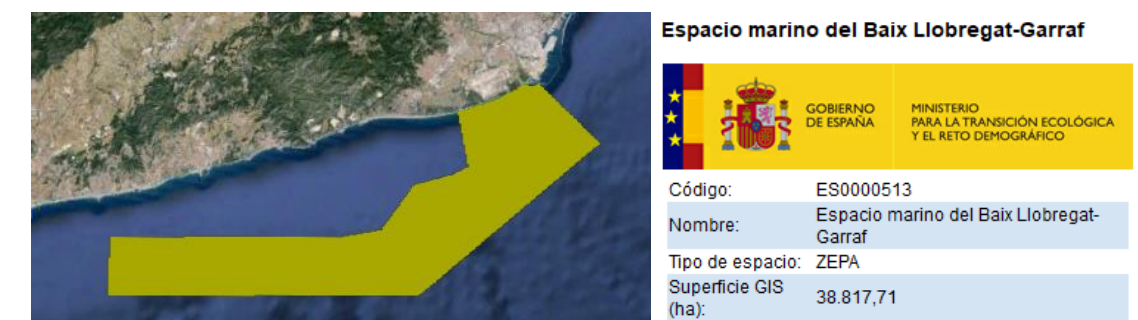 Espacio marino del Baix Llobregat-Garraf
GOBIERNO
DE ESPAÑA
MINISTERIO
PARA LA TRANSICIÓN ECOLÓGICA
Y EL RETO DEMOGRÁFICO
Código: ES0000513
Nombre: Espacio marino del Baix Llobregat-
Garraf
Tipo de espacio: ZEPA
Superficie GIS
(ha): 38.817,71